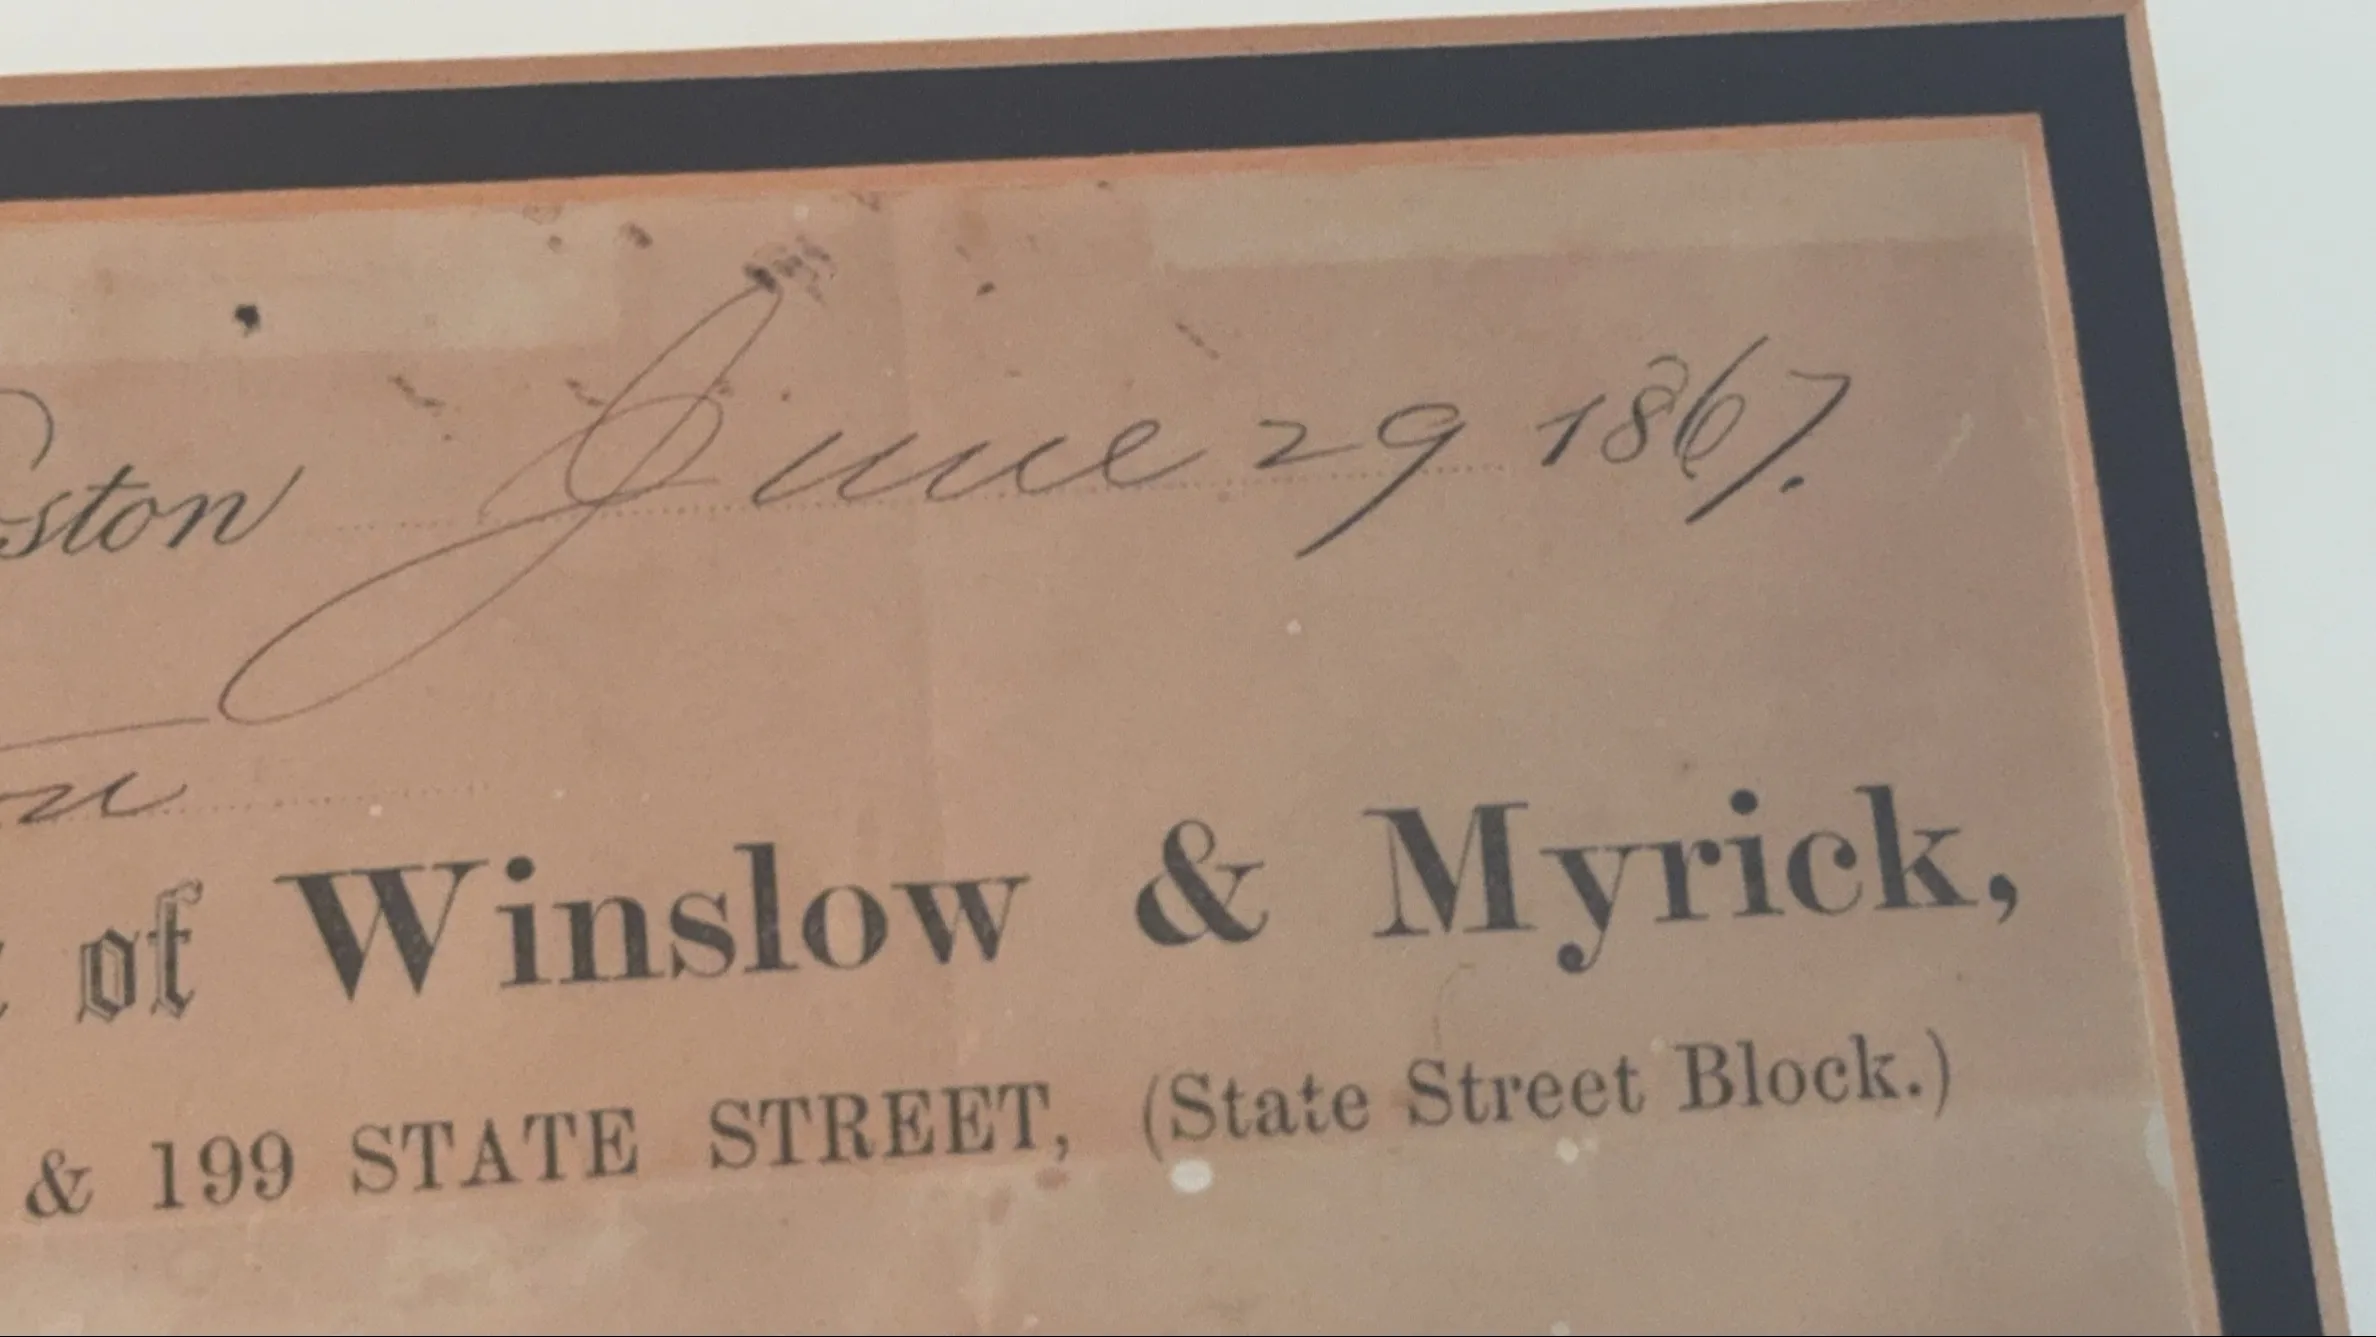 ston June 29 1867.
of Winslow & Myrick,
& 199 STATE STREET, (State Street Block.)